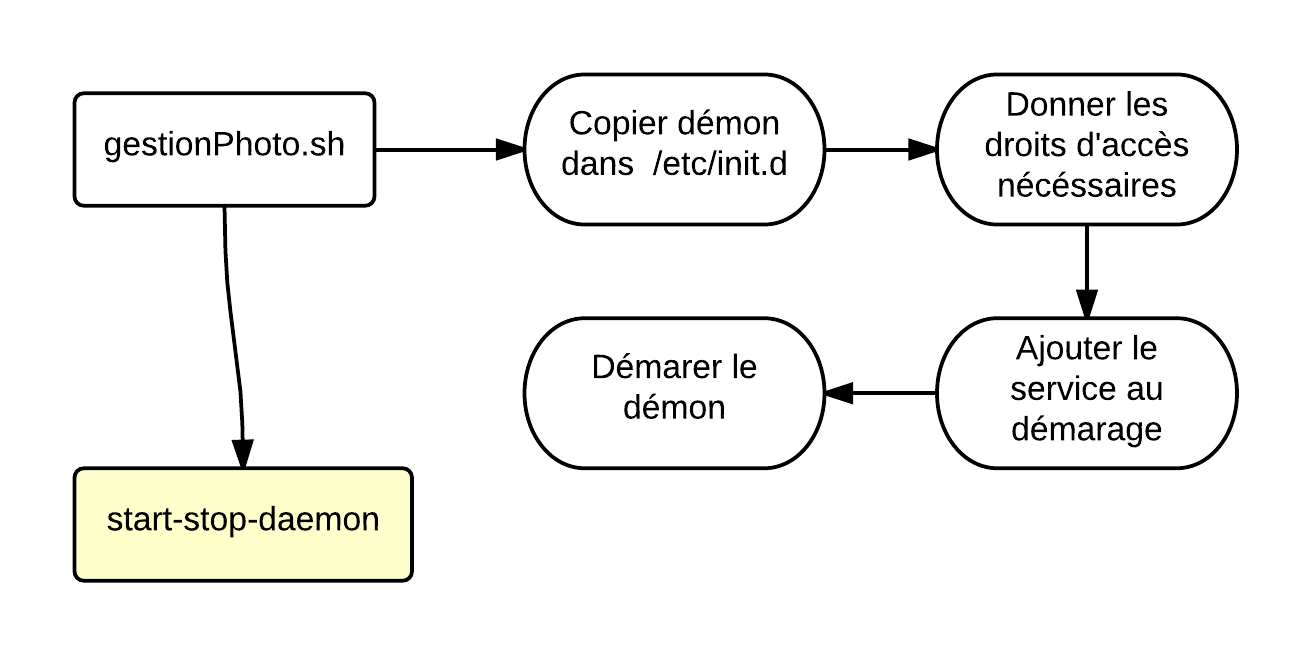 gestionPhoto.sh
Copier démon
dans  /etc/init.d
Donner les
droits d'accès
nécéssaires
Démarer le
démon
Ajouter le
service au
démarage
start-stop-daemon